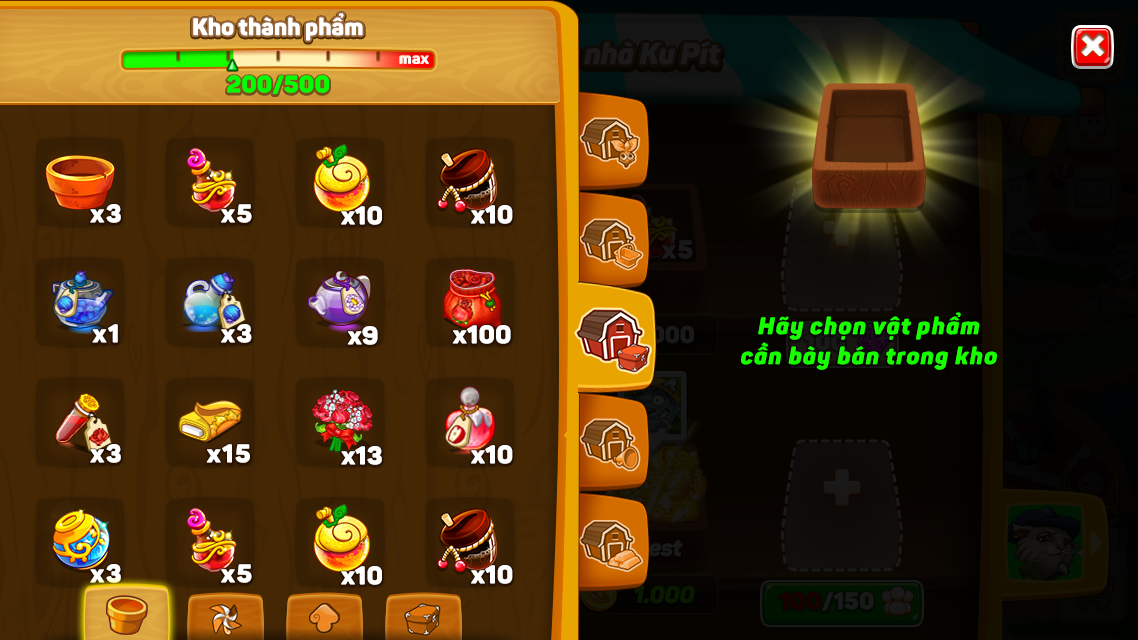 Kho thành phẩm
max
200/500
nhà Ku Pít
x3
x5
x10
x10
x5
x1
x3
x9
x100
000
Hãy chọn vật phẩm
cần bày bán trong kho
x3
x15
x13
x10
x3
x5
x10
x10
est
1.000
100/150